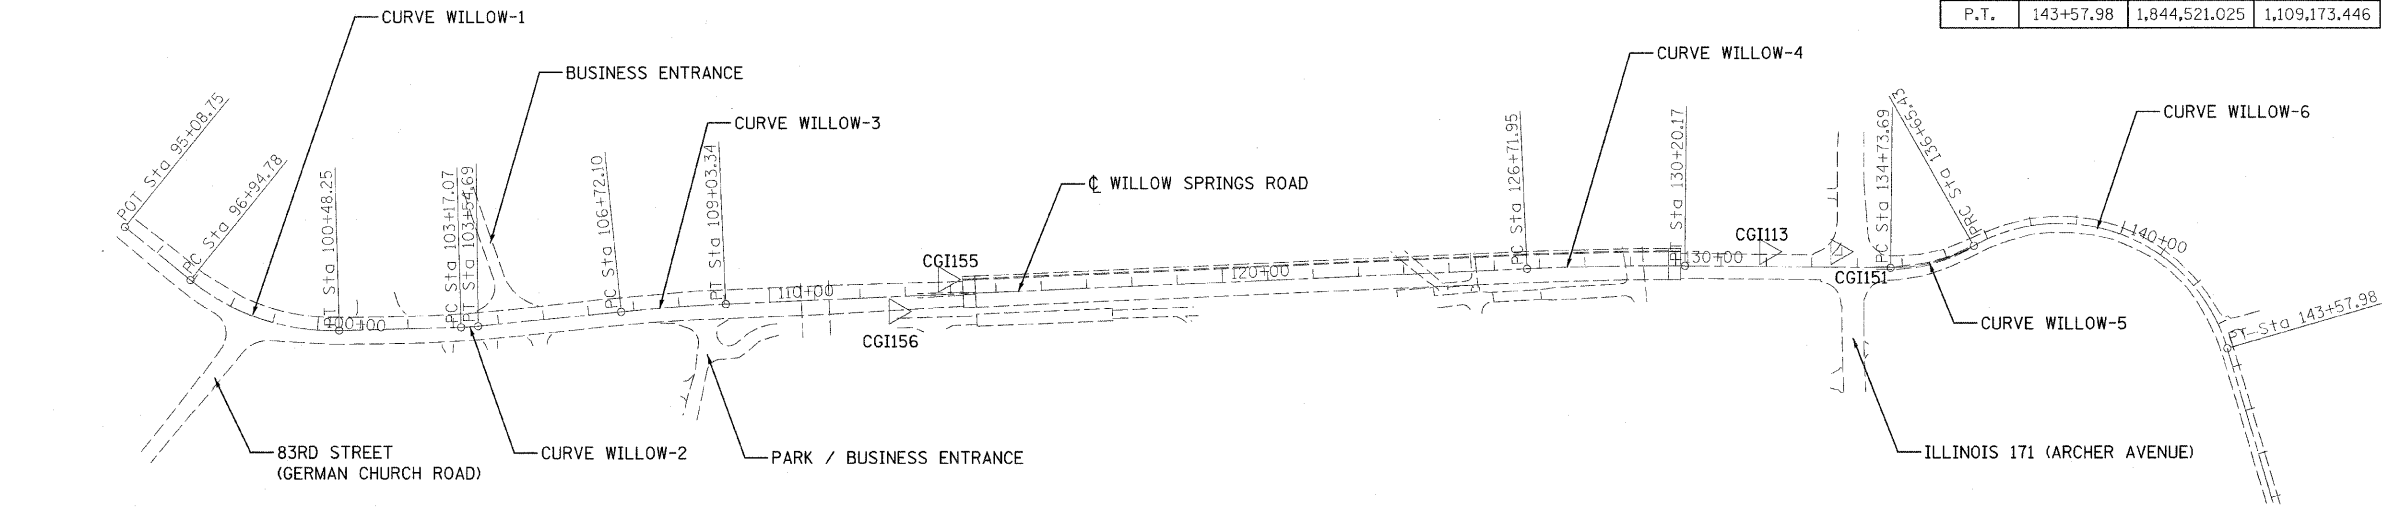 P.T. 143+57.98 1,844,521.025 1,109,173.446
CURVE WILLOW-1
BUSINESS ENTRANCE
CURVE WILLOW-3
℄ WILLOW SPRINGS ROAD
CURVE WILLOW-4
CURVE WILLOW-6
POT Sta 95+08.75
PC Sta 96+94.78
PT Sta 100+48.25
PC Sta 103+17.07
PT Sta 103+54.69
PC Sta 106+72.10
PT Sta 109+03.34
PC Sta 126+71.95
PT Sta 130+20.17
PC Sta 134+73.69
PRC Sta 136+65.43
PT Sta 143+57.98
100+00
110+00
120+00
130+00
140+00
CGI155
CGI156
CGI113
CGI151
CURVE WILLOW-5
83RD STREET
(GERMAN CHURCH ROAD)
CURVE WILLOW-2
PARK / BUSINESS ENTRANCE
ILLINOIS 171 (ARCHER AVENUE)